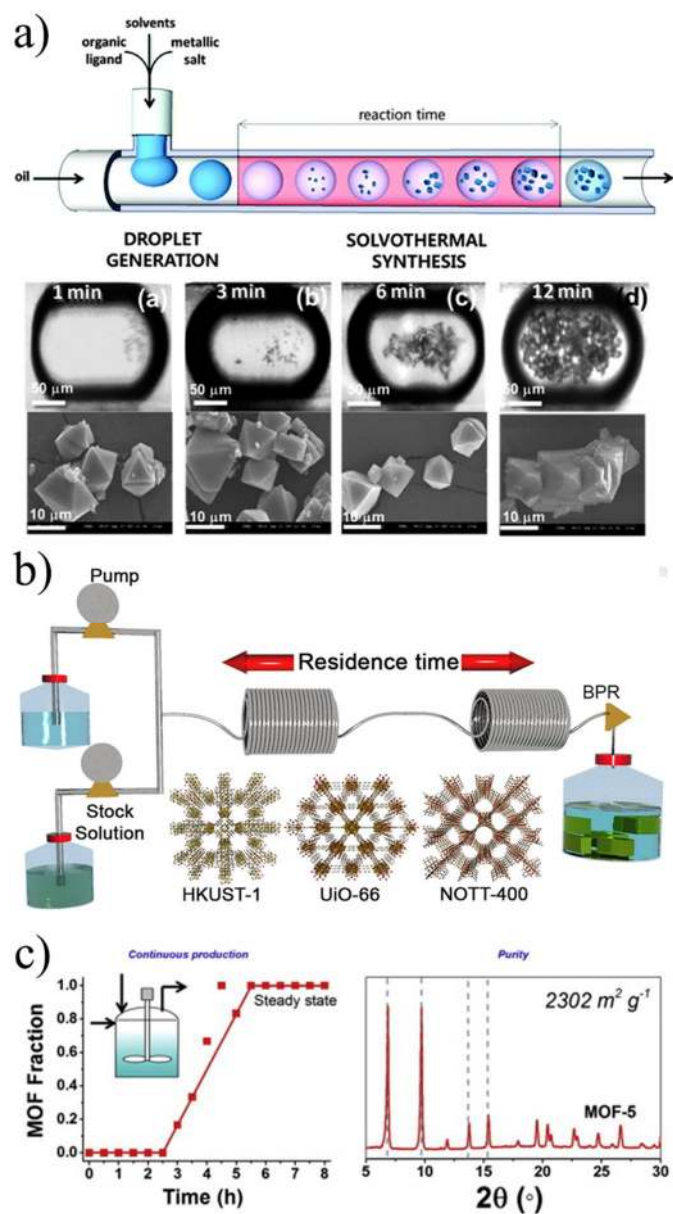 a)
solvents
organic metallic
ligand salt
reaction time
oil
DROPLET SOLVOTHERMAL
GENERATION SYNTHESIS
1 min (a) 3 min (b) 6 min (c) 12 min (d)
50 μm 50 μm 50 μm 50 μm
10 μm 10 μm 10 μm 10 μm
b)
Pump
Residence time
BPR
Stock
Solution
HKUST-1 UiO-66 NOTT-400
c)
Continuous production Purity
1.0
0.8
0.6
0.4
0.2
0.0
MOF Fraction
Steady state
0 1 2 3 4 5 6 7 8
Time (h)
2302 m² g⁻¹
MOF-5
5 10 15 20 25 30
2θ (°)